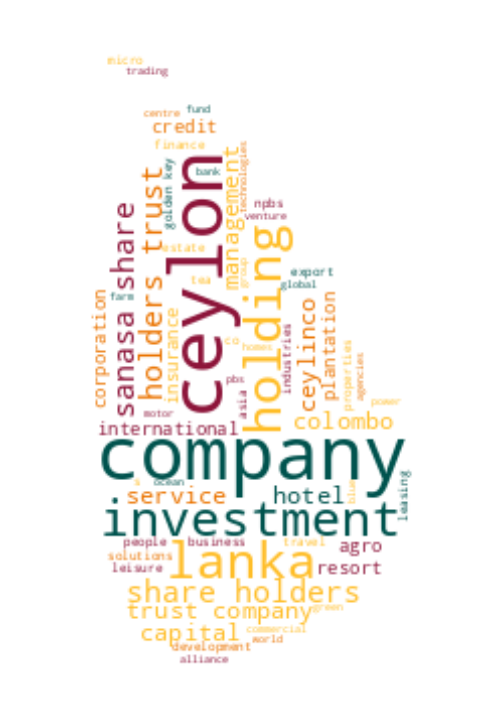 micro
trading
centre
fund
credit
finance
bank
technologies
golden key
ceylon
management
holders trust
sanasa share
npbs
venture
holding
estate
group
tea
export
global
farm
corporation
insurance
ceylinco
plantation
industries
co
homes
properties
agencies
pbs
asia
power
motor
colombo
international
company
x
ocean
blue
leasing
service
hotel
investment
people
business
travel
agro
solutions
lanka
leisure
resort
share holders
trust company
green
capital
commercial
world
development
alliance